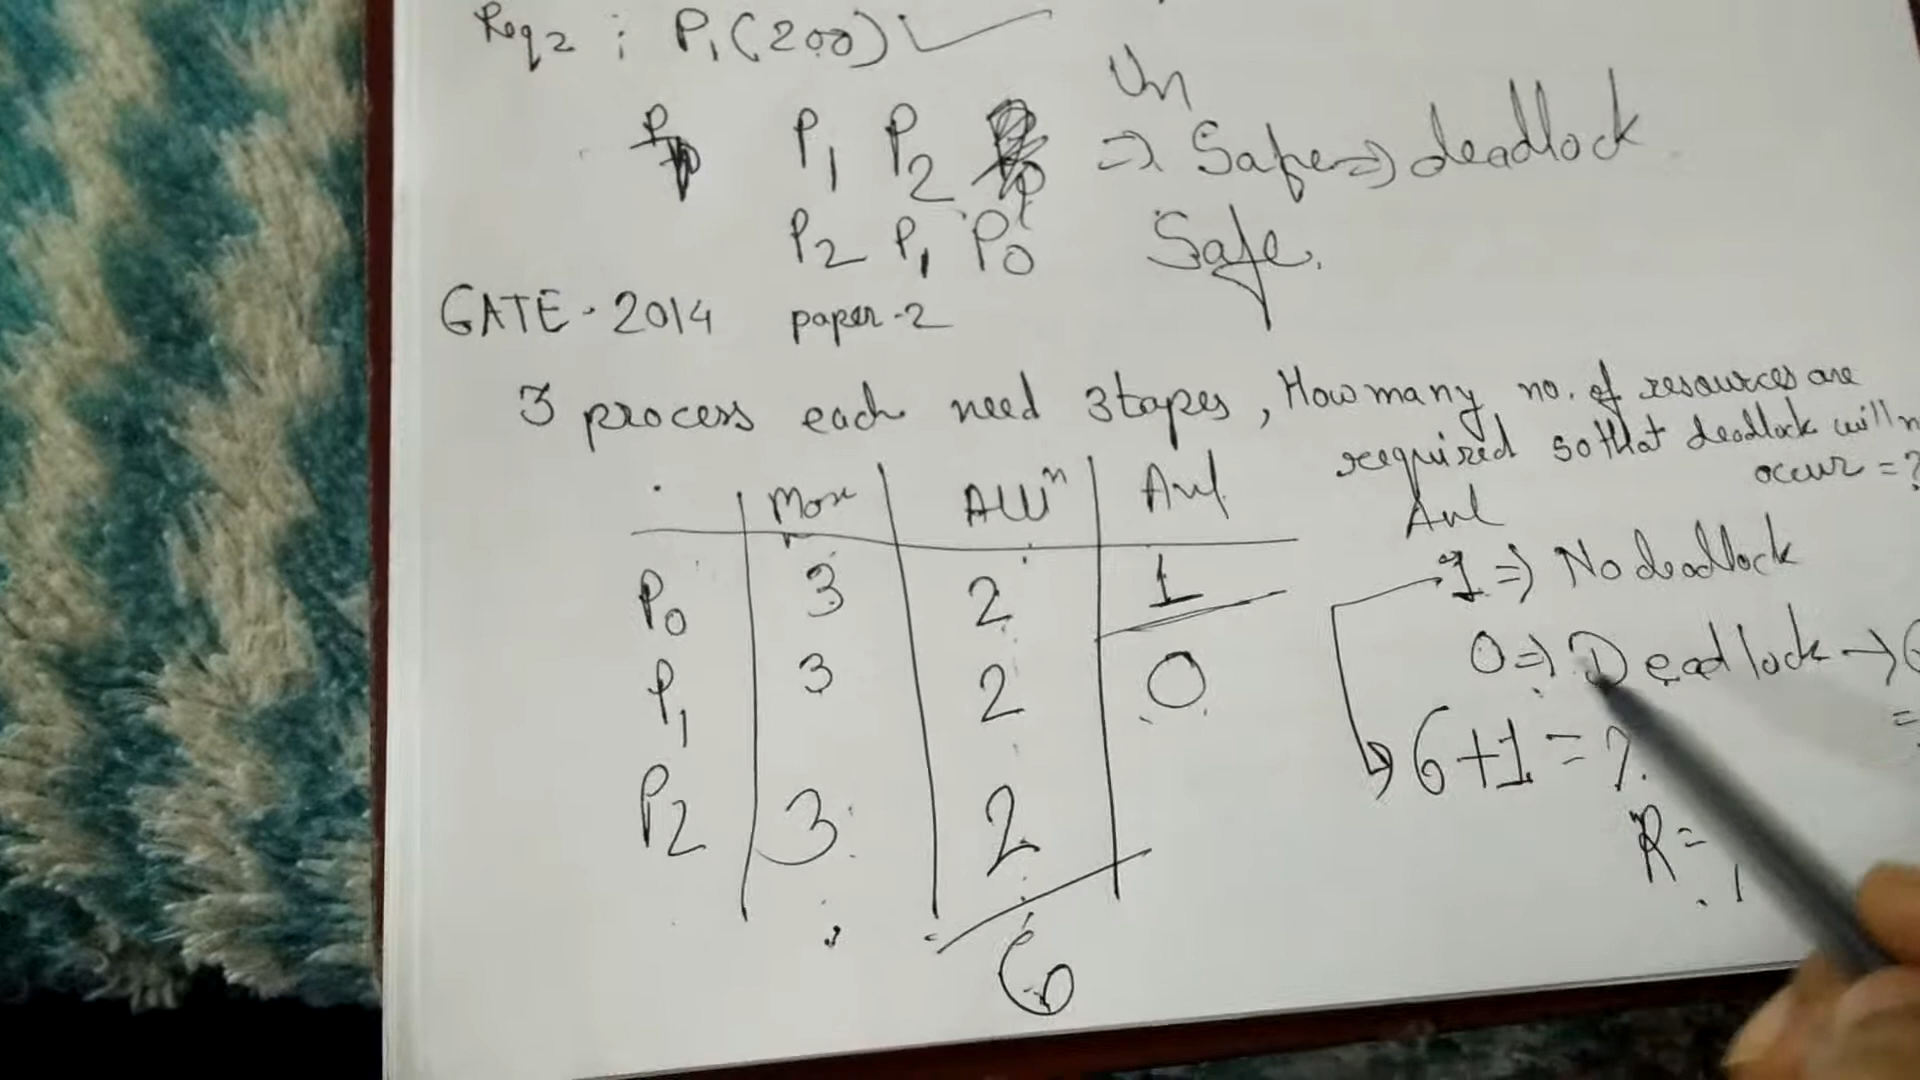 Req2 : P1(200) ✓
Un
P1 P2 => Safe => deadlock
P2 P1 P0 Safe.
GATE - 2014 paper-2
3 process each need 3 tapes, How many no. of resources are
required so that deadlock will
occur = ?
Max Allⁿ Avl
Avl
P0 3 2 1
1 => No deadlock
P1 3 2 0
0 => Deadlock →
6+1 = 7
P2 3 2
R =
6